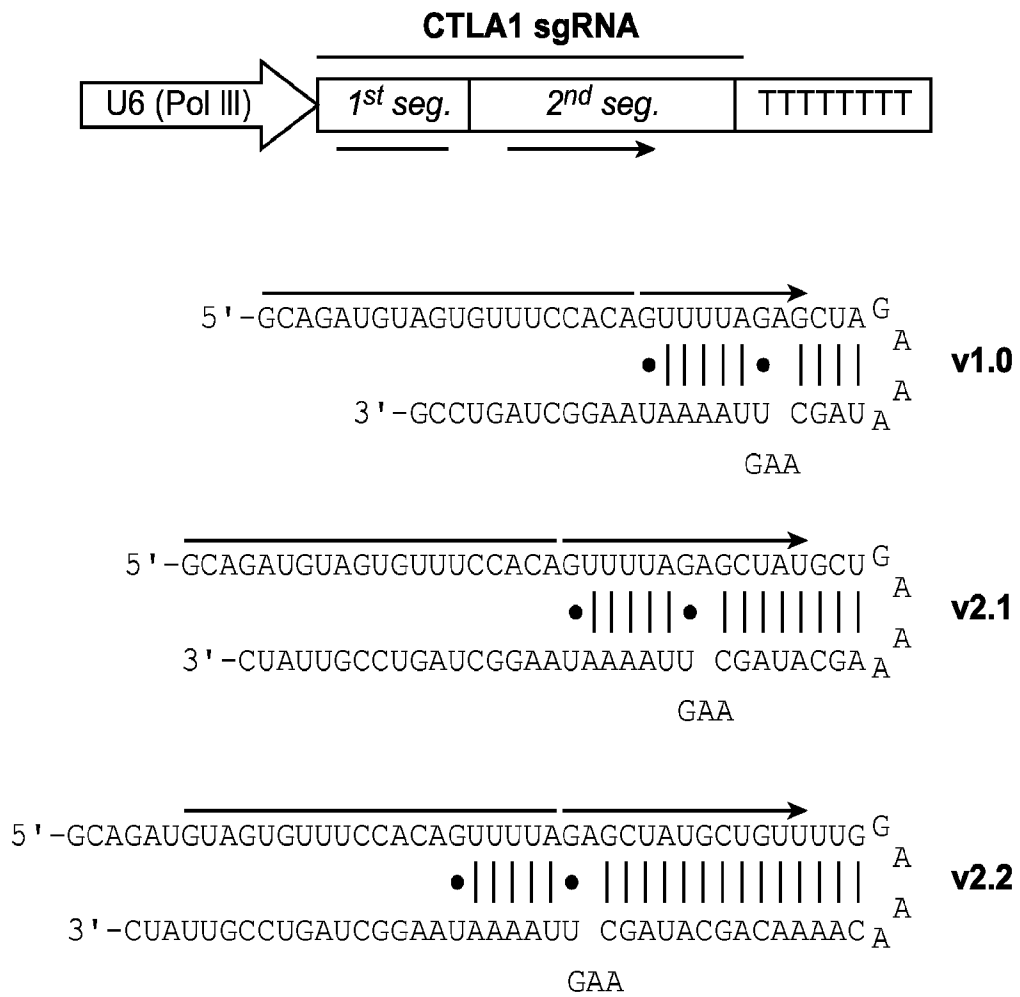 CTLA1 sgRNA
U6 (Pol III) 1st seg. 2nd seg. TTTTTTTT
5'-GCAGAUGUAGUGUUUCCACAGUUUUAGAGCUA G
A
v1.0
A
3'-GCCUGAUCGGAAUAAAAUU CGAU A
GAA
5'-GCAGAUGUAGUGUUUCCACAGUUUUAGAGCUAUGCU G
A
v2.1
A
3'-CUAUUGCCUGAUCGGAAUAAAAUU CGAUACGA A
GAA
5'-GCAGAUGUAGUGUUUCCACAGUUUUAGAGCUAUGCUGUUUUG G
A
v2.2
A
3'-CUAUUGCCUGAUCGGAAUAAAAUU CGAUACGACAAAAC A
GAA